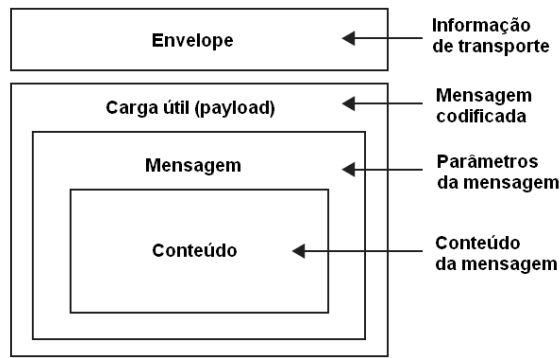 Envelope
Informação
de transporte
Carga útil (payload)
Mensagem
codificada
Mensagem
Parâmetros
da mensagem
Conteúdo
Conteúdo
da mensagem